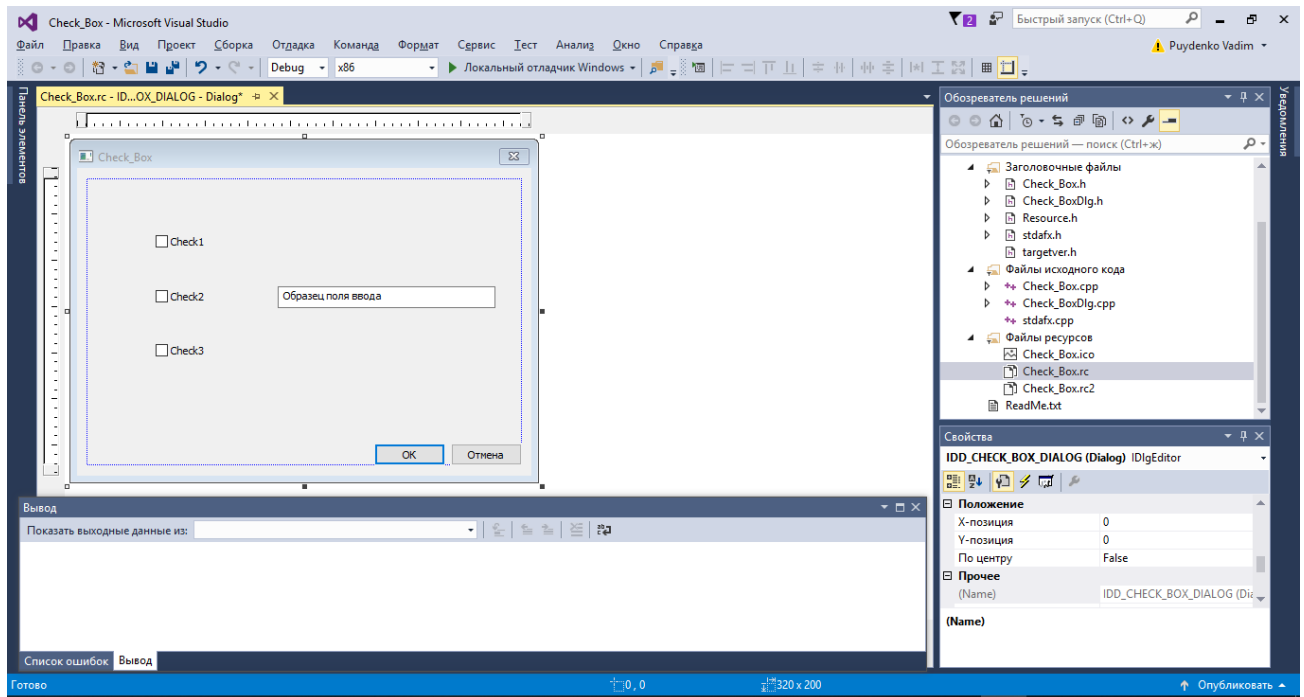 Check_Box - Microsoft Visual Studio
2
Быстрый запуск (Ctrl+Q)
Файл Правка Вид Проект Сборка Отладка Команда Формат Сервис Тест Анализ Окно Справка
Puydenko Vadim
Debug x86 Локальный отладчик Windows
Панель элементов
Check_Box.rc - ID...OX_DIALOG - Dialog*
Check_Box
Check1
Check2
Образец поля ввода
Check3
OK Отмена
Вывод
Показать выходные данные из:
Список ошибок Вывод
Обозреватель решений
Обозреватель решений — поиск (Ctrl+ж)
Заголовочные файлы
Check_Box.h
Check_BoxDlg.h
Resource.h
stdafx.h
targetver.h
Файлы исходного кода
Check_Box.cpp
Check_BoxDlg.cpp
stdafx.cpp
Файлы ресурсов
Check_Box.ico
Check_Box.rc
Check_Box.rc2
ReadMe.txt
Свойства
IDD_CHECK_BOX_DIALOG (Dialog) IDlgEditor
Положение
X-позиция 0
Y-позиция 0
По центру False
Прочее
(Name) IDD_CHECK_BOX_DIALOG (Dia
(Name)
Уведомления
Готово 0 , 0 320 x 200 Опубликовать